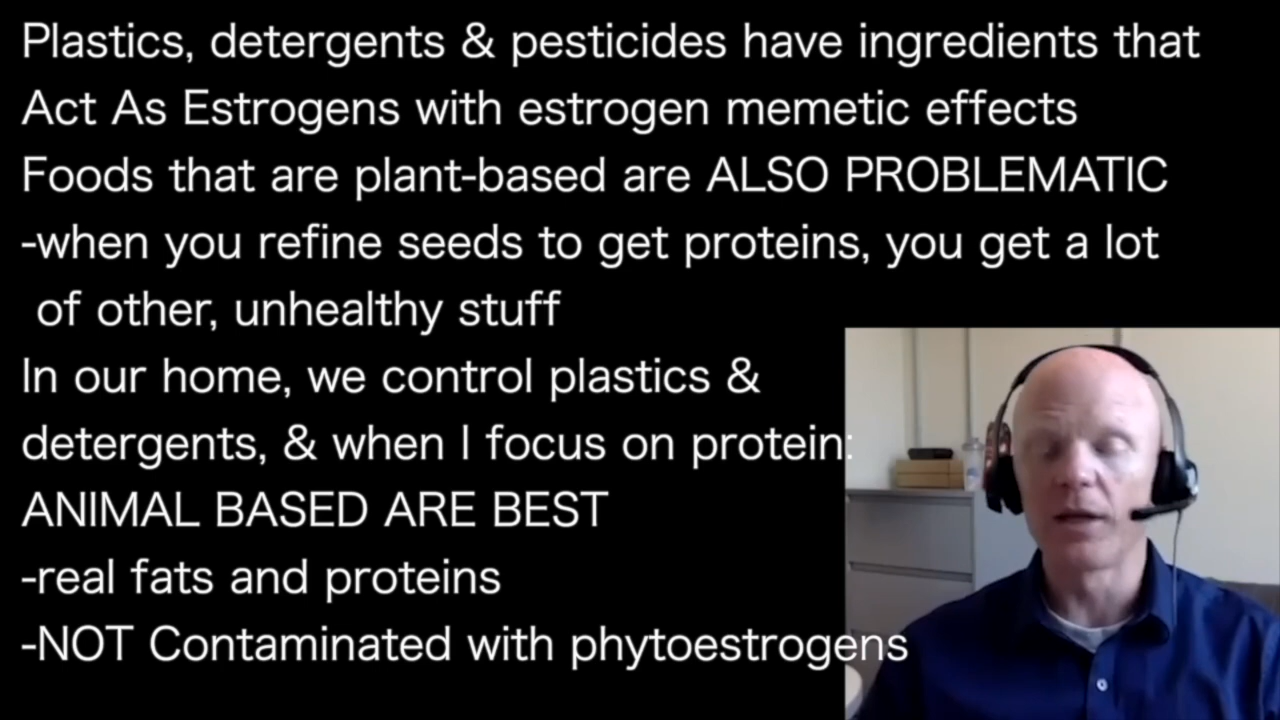 Plastics, detergents & pesticides have ingredients that
Act As Estrogens with estrogen memetic effects
Foods that are plant-based are ALSO PROBLEMATIC
-when you refine seeds to get proteins, you get a lot
of other, unhealthy stuff
In our home, we control plastics &
detergents, & when I focus on protein:
ANIMAL BASED ARE BEST
-real fats and proteins
-NOT Contaminated with phytoestrogens